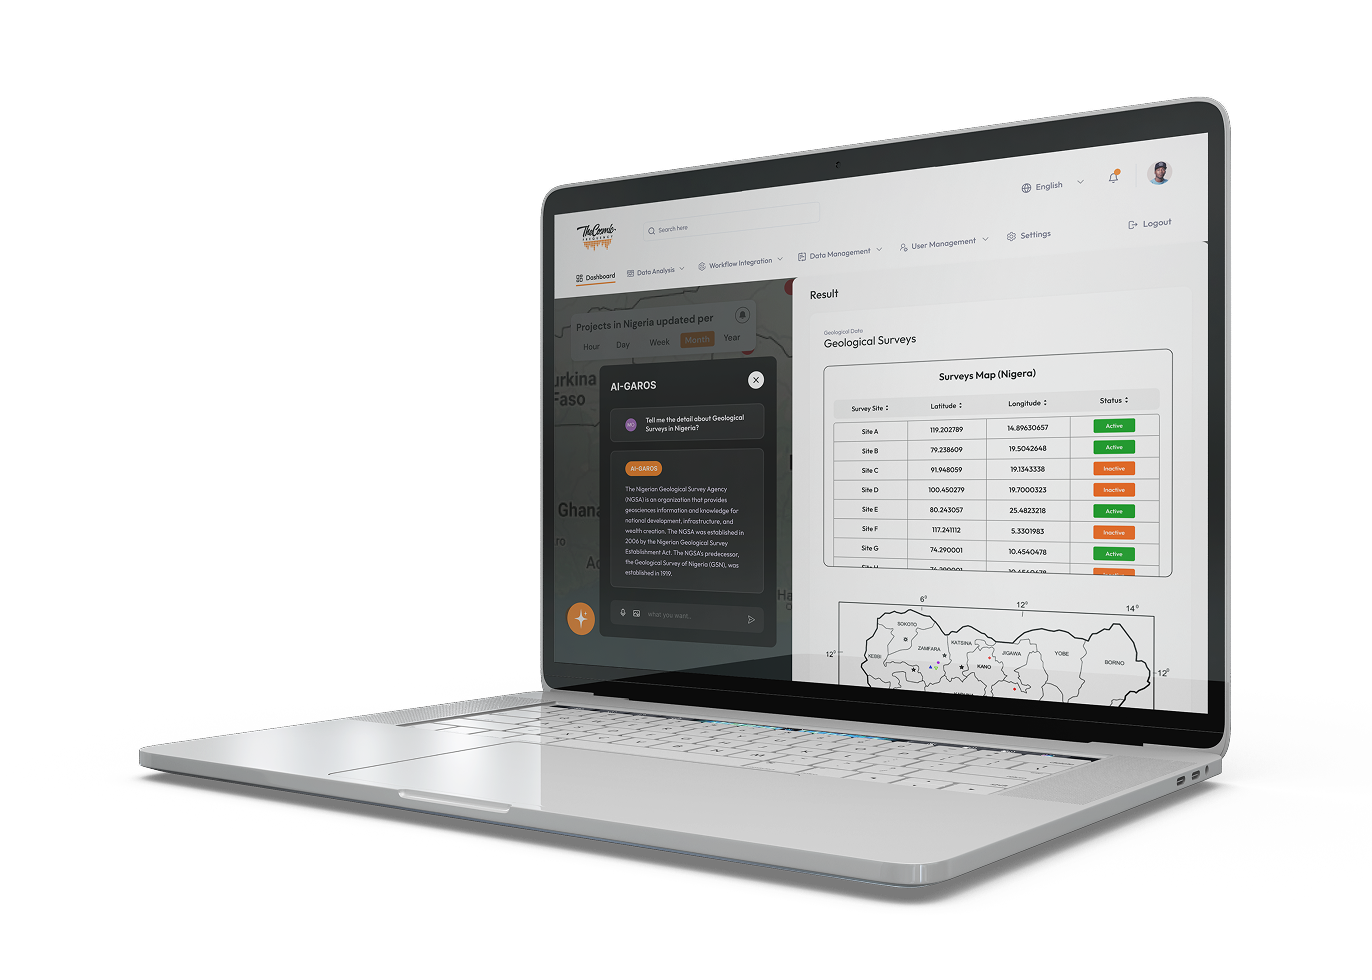 English
The Cosmic
FREQUENCY
Search here
Logout
Dashboard
Data Analysis
Workflow Integration
Data Management
User Management
Settings
Projects in Nigeria updated per
Hour Day Week Month Year
urkina
Faso
Ghana
AI-GAROS
MO
Tell me the detail about Geological
Surveys in Nigeria?
AI-GAROS
The Nigerian Geological Survey Agency
(NGSA) is an organization that provides
geosciences information and knowledge for
national development, infrastructure, and
wealth creation. The NGSA was established in
2006 by the Nigerian Geological Survey
Establishment Act. The NGSA's predecessor,
the Geological Survey of Nigeria (GSN), was
established in 1919.
what you want..
Result
Geological Data
Geological Surveys
Surveys Map (Nigera)
Survey Site Latitude Longitude Status
Site A 119.202789 14.89630657 Active
Site B 79.238609 19.5042648 Active
Site C 91.948059 19.1343338 Inactive
Site D 100.450279 19.7000323 Inactive
Site E 80.243057 25.4823218 Active
Site F 117.241112 5.3301983 Inactive
Site G 74.290001 10.4540478 Active
6° 12° 14°
12° 12°
SOKOTO
KEBBI
ZAMFARA
KATSINA
KANO
JIGAWA
YOBE
BORNO